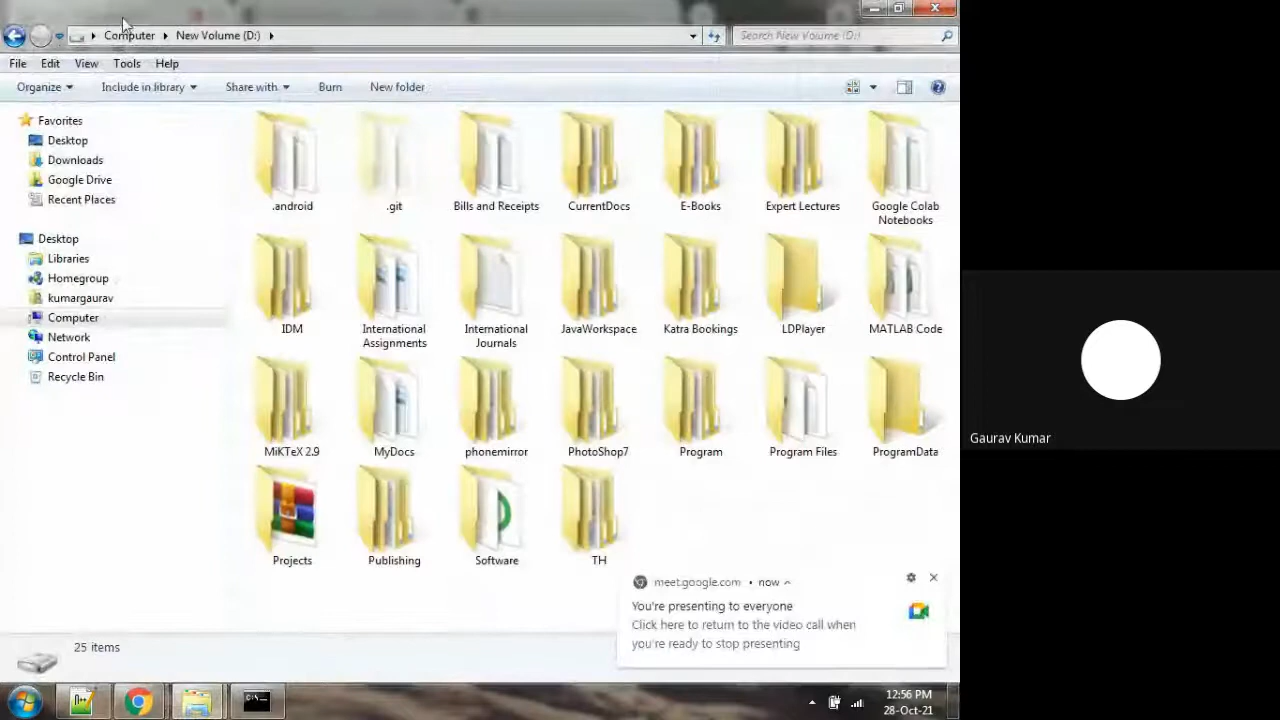 Computer New Volume (D:)
Search New Volume (D:)
File Edit View Tools Help
Organize Include in library Share with Burn New folder
Favorites
Desktop
Downloads
Google Drive
Recent Places
Desktop
Libraries
Homegroup
kumargaurav
Computer
Network
Control Panel
Recycle Bin
.android
.git
Bills and Receipts
CurrentDocs
E-Books
Expert Lectures
Google Colab
Notebooks
IDM
International
Assignments
International
Journals
JavaWorkspace
Katra Bookings
LDPlayer
MATLAB Code
MiKTeX 2.9
MyDocs
phonemirror
PhotoShop7
Program
Program Files
ProgramData
Projects
Publishing
Software
TH
meet.google.com • now
You're presenting to everyone
Click here to return to the video call when
you're ready to stop presenting
25 items
12:56 PM
28-Oct-21
Gaurav Kumar